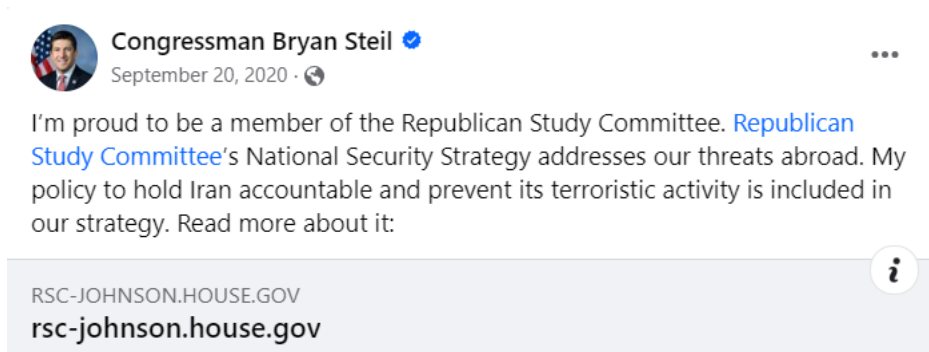 Congressman Bryan Steil
September 20, 2020 ·
I'm proud to be a member of the Republican Study Committee. Republican
Study Committee's National Security Strategy addresses our threats abroad. My
policy to hold Iran accountable and prevent its terroristic activity is included in
our strategy. Read more about it:
i
RSC-JOHNSON.HOUSE.GOV
rsc-johnson.house.gov